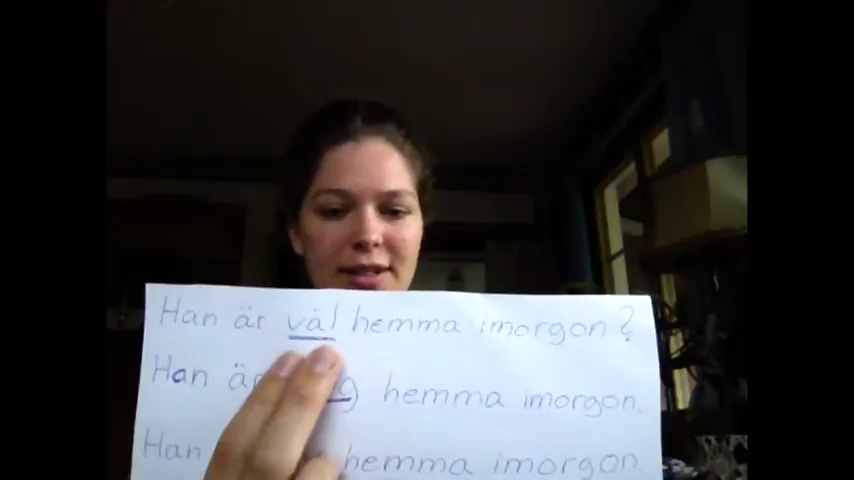 Han är väl hemma imorgon?
Han är hemma imorgon.
Han hemma imorgon.